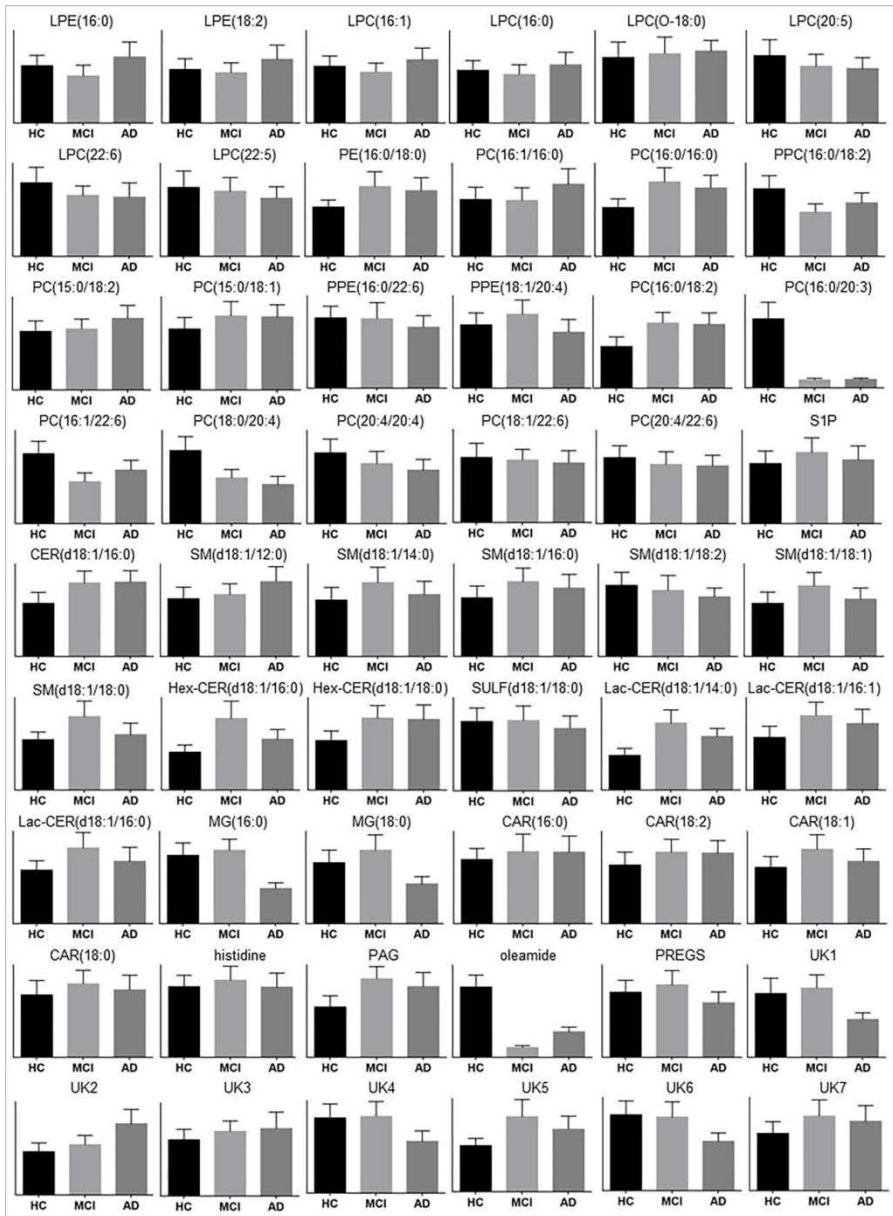 LPE(16:0) LPE(18:2) LPC(16:1) LPC(16:0) LPC(O-18:0) LPC(20:5)
HC MCI AD HC MCI AD HC MCI AD HC MCI AD HC MCI AD HC MCI AD
LPC(22:6) LPC(22:5) PE(16:0/18:0) PC(16:1/16:0) PC(16:0/16:0) PPC(16:0/18:2)
HC MCI AD HC MCI AD HC MCI AD HC MCI AD HC MCI AD HC MCI AD
PC(15:0/18:2) PC(15:0/18:1) PPE(16:0/22:6) PPE(18:1/20:4) PC(16:0/18:2) PC(16:0/20:3)
HC MCI AD HC MCI AD HC MCI AD HC MCI AD HC MCI AD HC MCI AD
PC(16:1/22:6) PC(18:0/20:4) PC(20:4/20:4) PC(18:1/22:6) PC(20:4/22:6) S1P
HC MCI AD HC MCI AD HC MCI AD HC MCI AD HC MCI AD HC MCI AD
CER(d18:1/16:0) SM(d18:1/12:0) SM(d18:1/14:0) SM(d18:1/16:0) SM(d18:1/18:2) SM(d18:1/18:1)
HC MCI AD HC MCI AD HC MCI AD HC MCI AD HC MCI AD HC MCI AD
SM(d18:1/18:0) Hex-CER(d18:1/16:0) Hex-CER(d18:1/18:0) SULF(d18:1/18:0) Lac-CER(d18:1/14:0) Lac-CER(d18:1/16:1)
HC MCI AD HC MCI AD HC MCI AD HC MCI AD HC MCI AD HC MCI AD
Lac-CER(d18:1/16:0) MG(16:0) MG(18:0) CAR(16:0) CAR(18:2) CAR(18:1)
HC MCI AD HC MCI AD HC MCI AD HC MCI AD HC MCI AD HC MCI AD
CAR(18:0) histidine PAG oleamide PREGS UK1
HC MCI AD HC MCI AD HC MCI AD HC MCI AD HC MCI AD HC MCI AD
UK2 UK3 UK4 UK5 UK6 UK7
HC MCI AD HC MCI AD HC MCI AD HC MCI AD HC MCI AD HC MCI AD